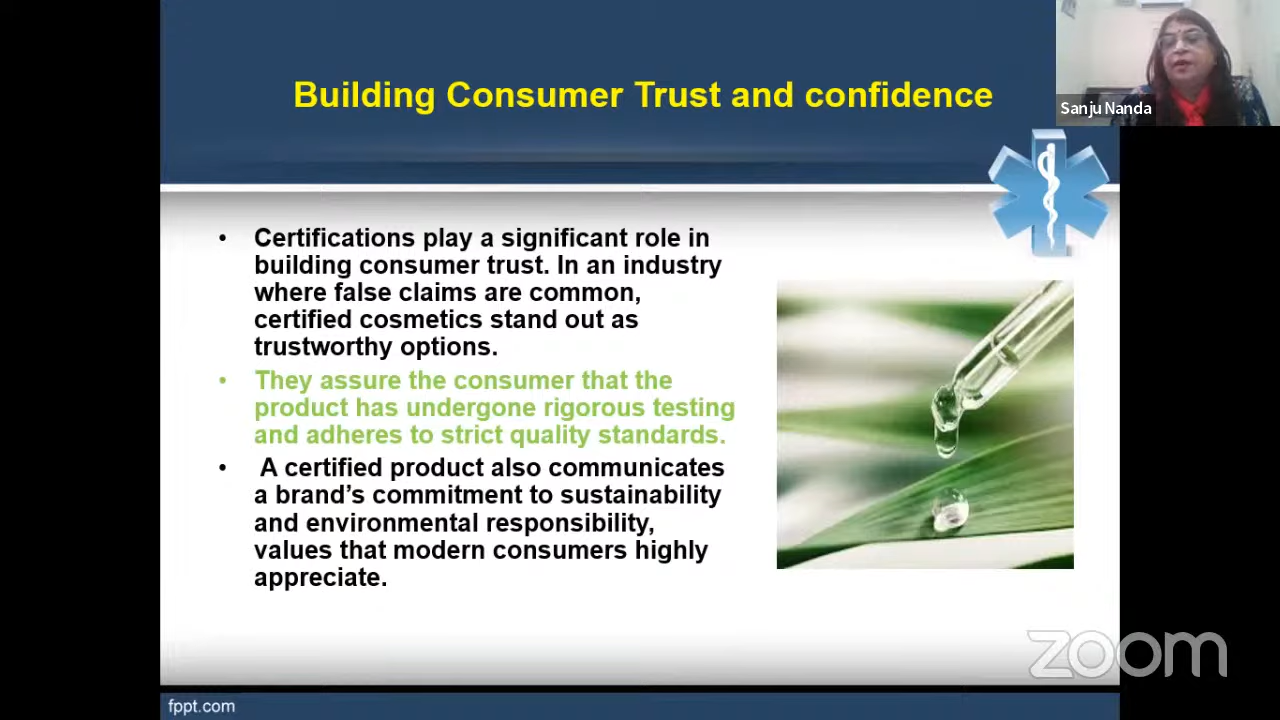 Building Consumer Trust and confidence
Sanju Nanda
• Certifications play a significant role in
building consumer trust. In an industry
where false claims are common,
certified cosmetics stand out as
trustworthy options.
• They assure the consumer that the
product has undergone rigorous testing
and adheres to strict quality standards.
• A certified product also communicates
a brand’s commitment to sustainability
and environmental responsibility,
values that modern consumers highly
appreciate.
zoom
fppt.com